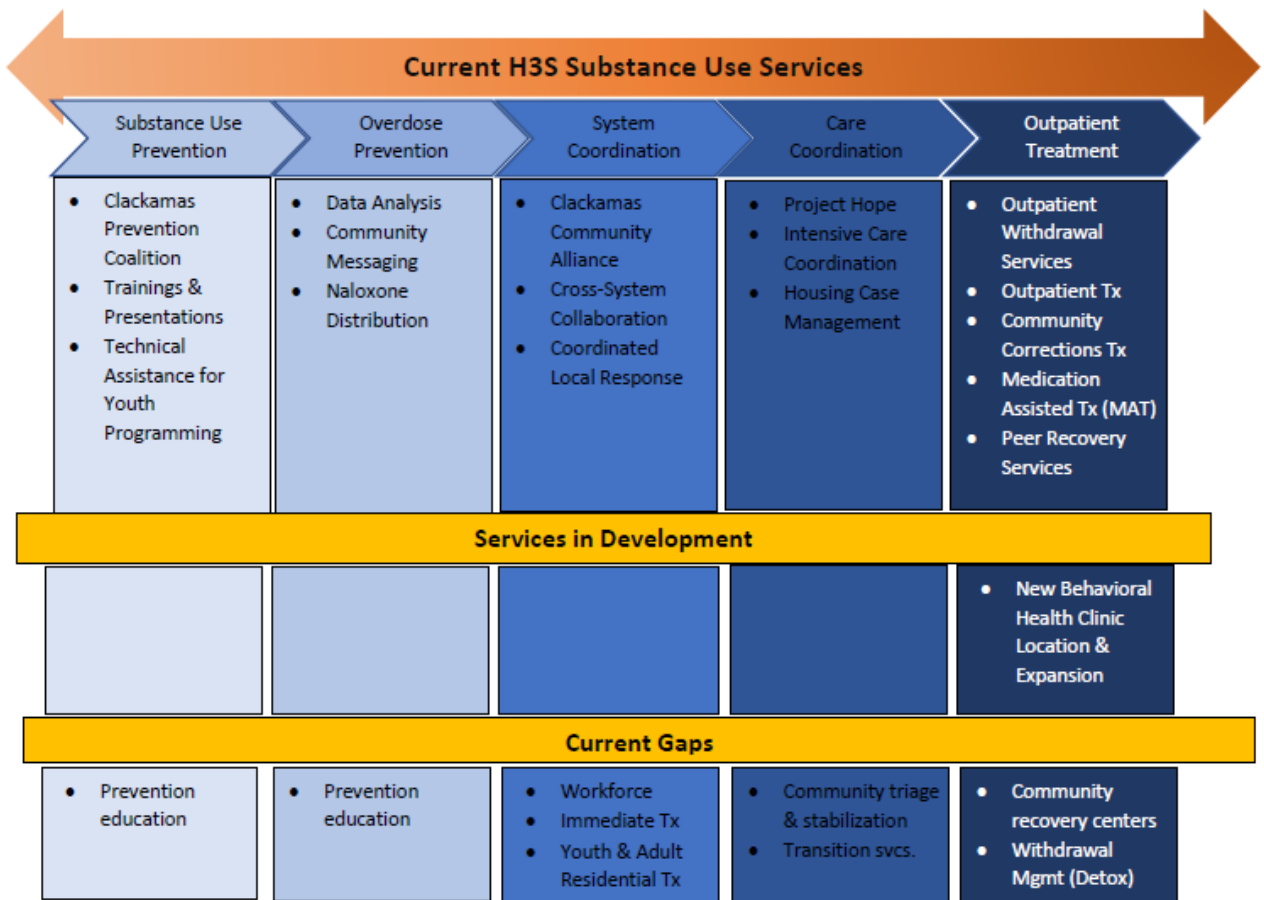 Current H3S Substance Use Services
Substance Use
Prevention
Overdose
Prevention
System
Coordination
Care
Coordination
Outpatient
Treatment
● Clackamas
Prevention
Coalition
● Trainings &
Presentations
● Technical
Assistance for
Youth
Programming
● Data Analysis
● Community
Messaging
● Naloxone
Distribution
● Clackamas
Community
Alliance
● Cross-System
Collaboration
● Coordinated
Local Response
● Project Hope
● Intensive Care
Coordination
● Housing Case
Management
● Outpatient
Withdrawal
Services
● Outpatient Tx
● Community
Corrections Tx
● Medication
Assisted Tx (MAT)
● Peer Recovery
Services
Services in Development
● New Behavioral
Health Clinic
Location &
Expansion
Current Gaps
● Prevention
education
● Prevention
education
● Workforce
● Immediate Tx
● Youth & Adult
Residential Tx
● Community triage
& stabilization
● Transition svcs.
● Community
recovery centers
● Withdrawal
Mgmt (Detox)